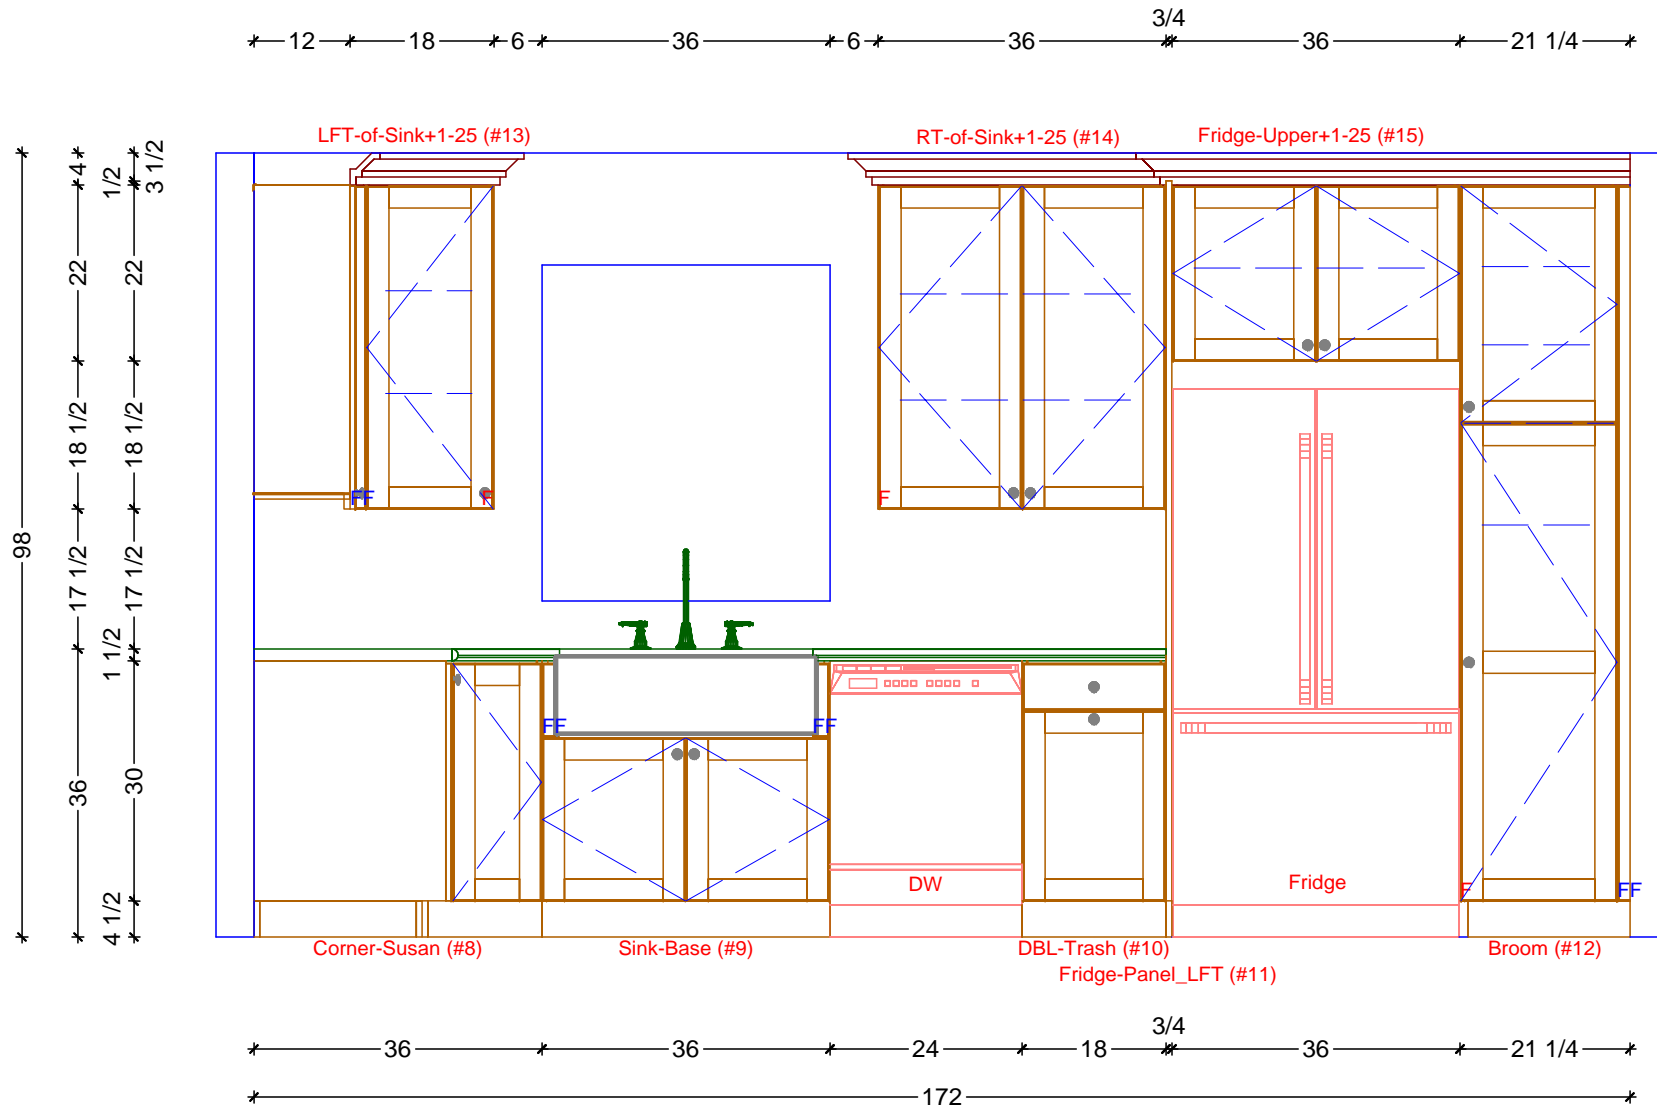 3/4
12 18 6 36 6 36 36 21 1/4
LFT-of-Sink+1-25 (#13) RT-of-Sink+1-25 (#14) Fridge-Upper+1-25 (#15)
4 1/2 3 1/2
22 22
18 1/2 18 1/2
FF F F
98 17 1/2 17 1/2
1 1/2
FF FF
36 30
DW Fridge F FF
4 1/2
Corner-Susan (#8) Sink-Base (#9) DBL-Trash (#10) Broom (#12)
Fridge-Panel_LFT (#11)
3/4
36 36 24 18 36 21 1/4
172